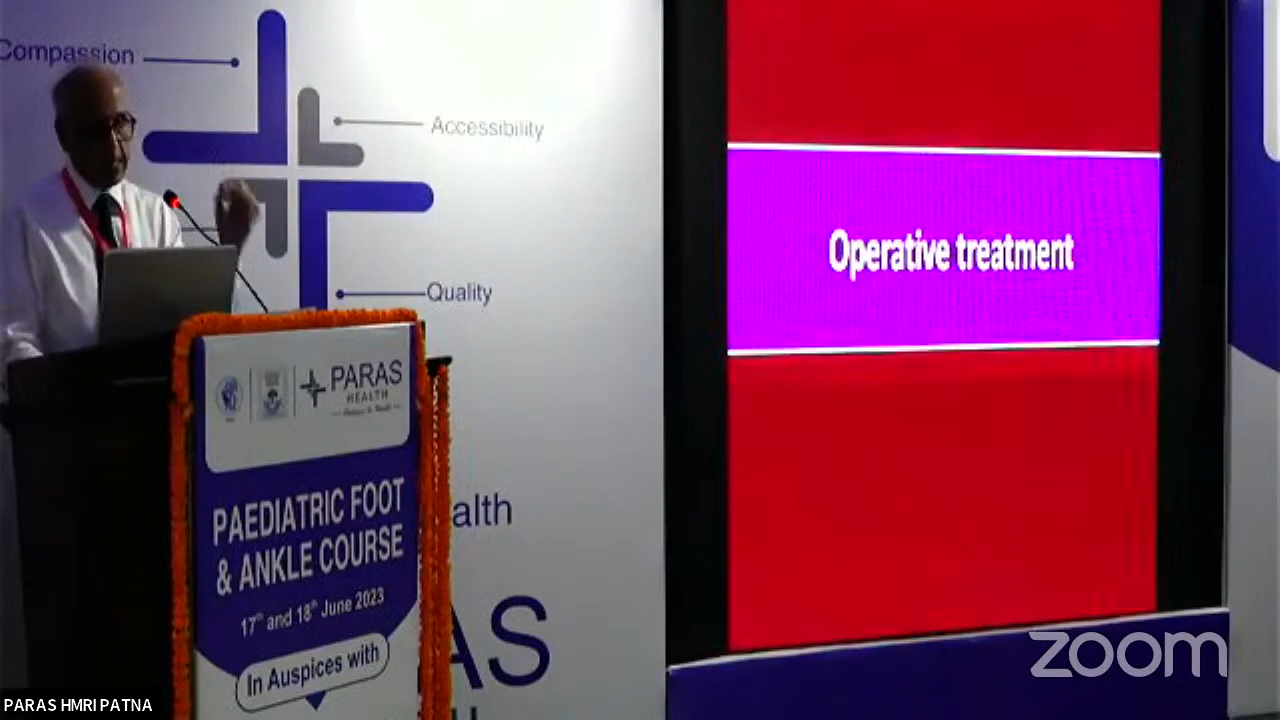 Compassion
Accessibility
Quality
Operative treatment
PARAS
HEALTH
PAEDIATRIC FOOT
& ANKLE COURSE
17th and 18th June 2023
In Auspices with
alth
AS
zoom
PARAS HMRI PATNA